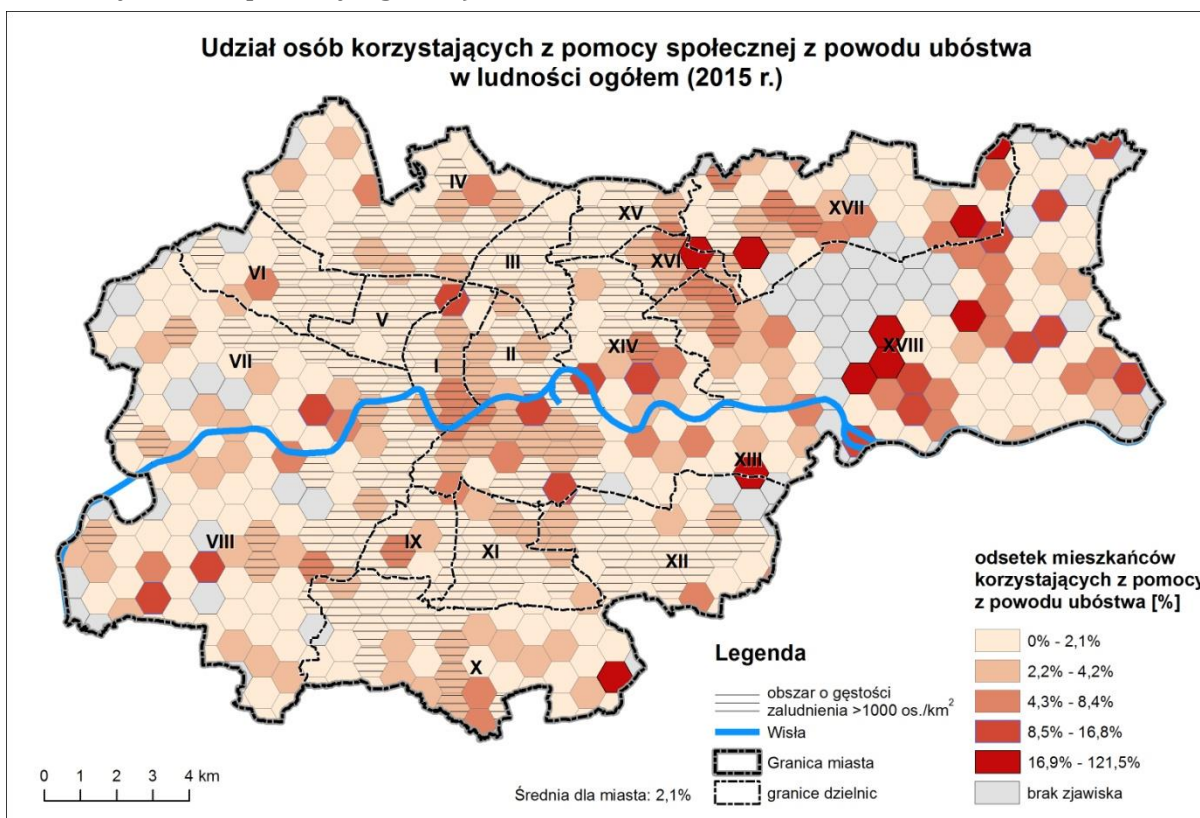 Udział osób korzystających z pomocy społecznej z powodu ubóstwa
w ludności ogółem (2015 r.)
IV
XV
XVII
III
XVI
VI
V
VII
I
II
XIV
XVIII
XIII
VIII
IX
XI
XII
X
odsetek mieszkańców
korzystających z pomocy
z powodu ubóstwa [%]
0% - 2,1%
2,2% - 4,2%
4,3% - 8,4%
8,5% - 16,8%
16,9% - 121,5%
brak zjawiska
Legenda
obszar o gęstości
zaludnienia >1000 os./km²
Wisła
Granica miasta
granice dzielnic
0 1 2 3 4 km
Średnia dla miasta: 2,1%